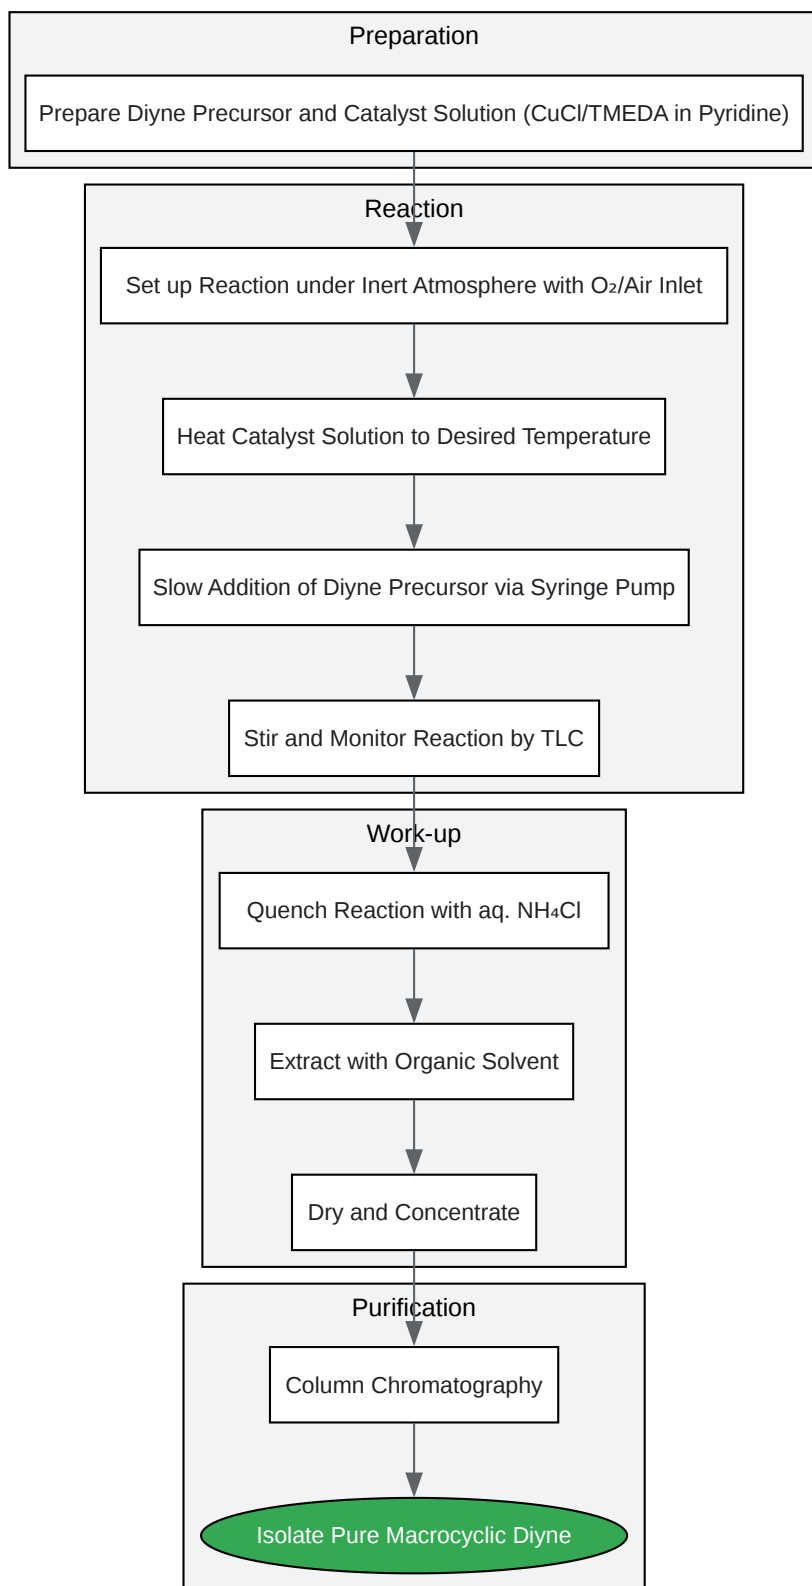 Preparation
Prepare Diyne Precursor and Catalyst Solution (CuCl/TMEDA in Pyridine)
Reaction
Set up Reaction under Inert Atmosphere with O₂/Air Inlet
Heat Catalyst Solution to Desired Temperature
Slow Addition of Diyne Precursor via Syringe Pump
Stir and Monitor Reaction by TLC
Work-up
Quench Reaction with aq. NH₄Cl
Extract with Organic Solvent
Dry and Concentrate
Purification
Column Chromatography
Isolate Pure Macrocyclic Diyne